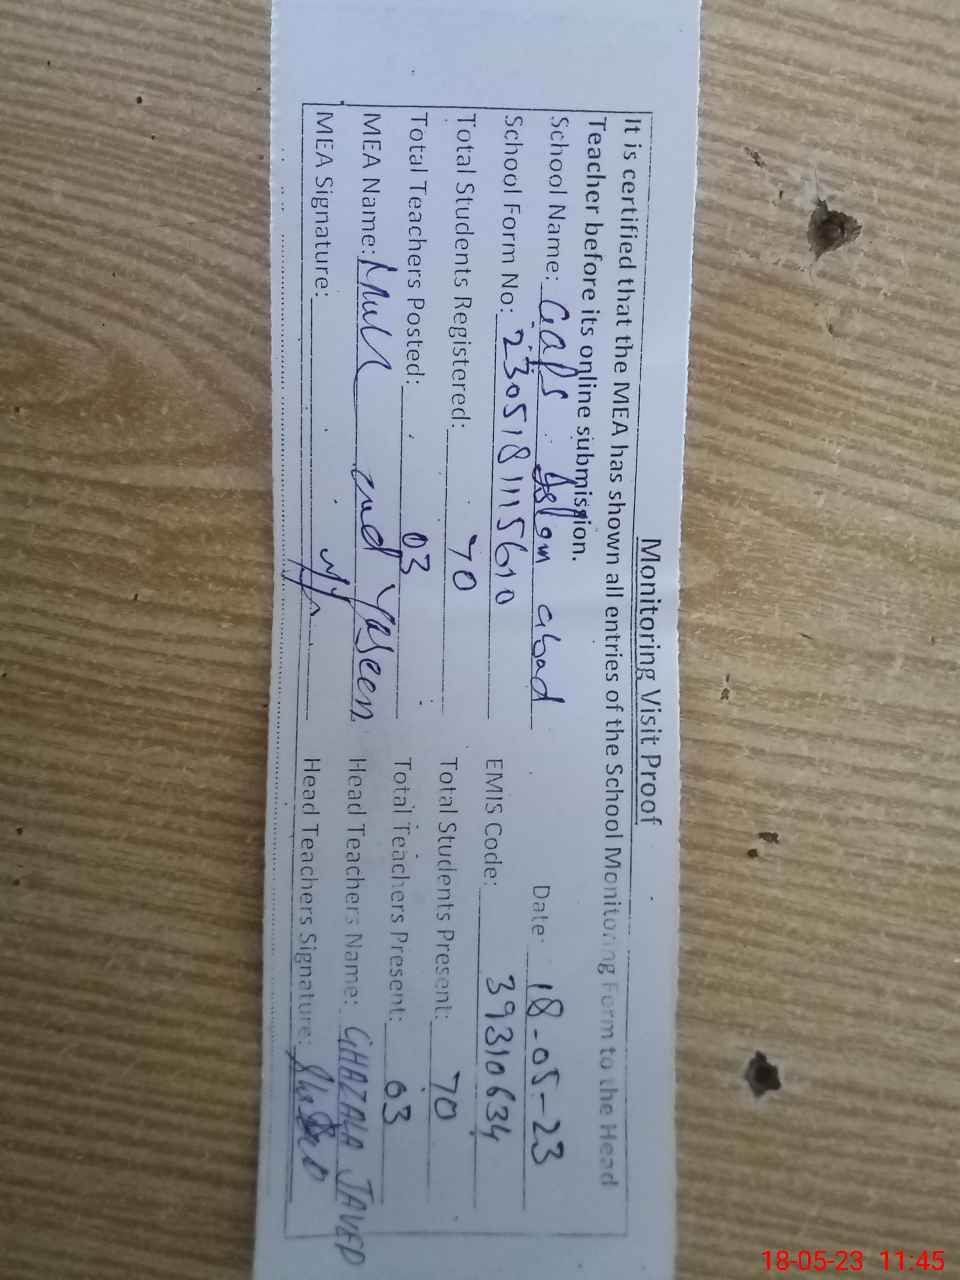 Monitoring Visit Proof
It is certified that the MEA has shown all entries of the School Monitoring Form to the Head
Teacher before its online submission.
School Name: GGPS Islam abad Date: 18-05-23
School Form No: 2305181115610 EMIS Code: 39310634
Total Students Registered: 70 Total Students Present: 70
Total Teachers Posted: 03 Total Teachers Present: 03
MEA Name: Yaseen Head Teachers Name: GHAZALA JAVED
MEA Signature: Head Teachers Signature:
18-05-23 11:45